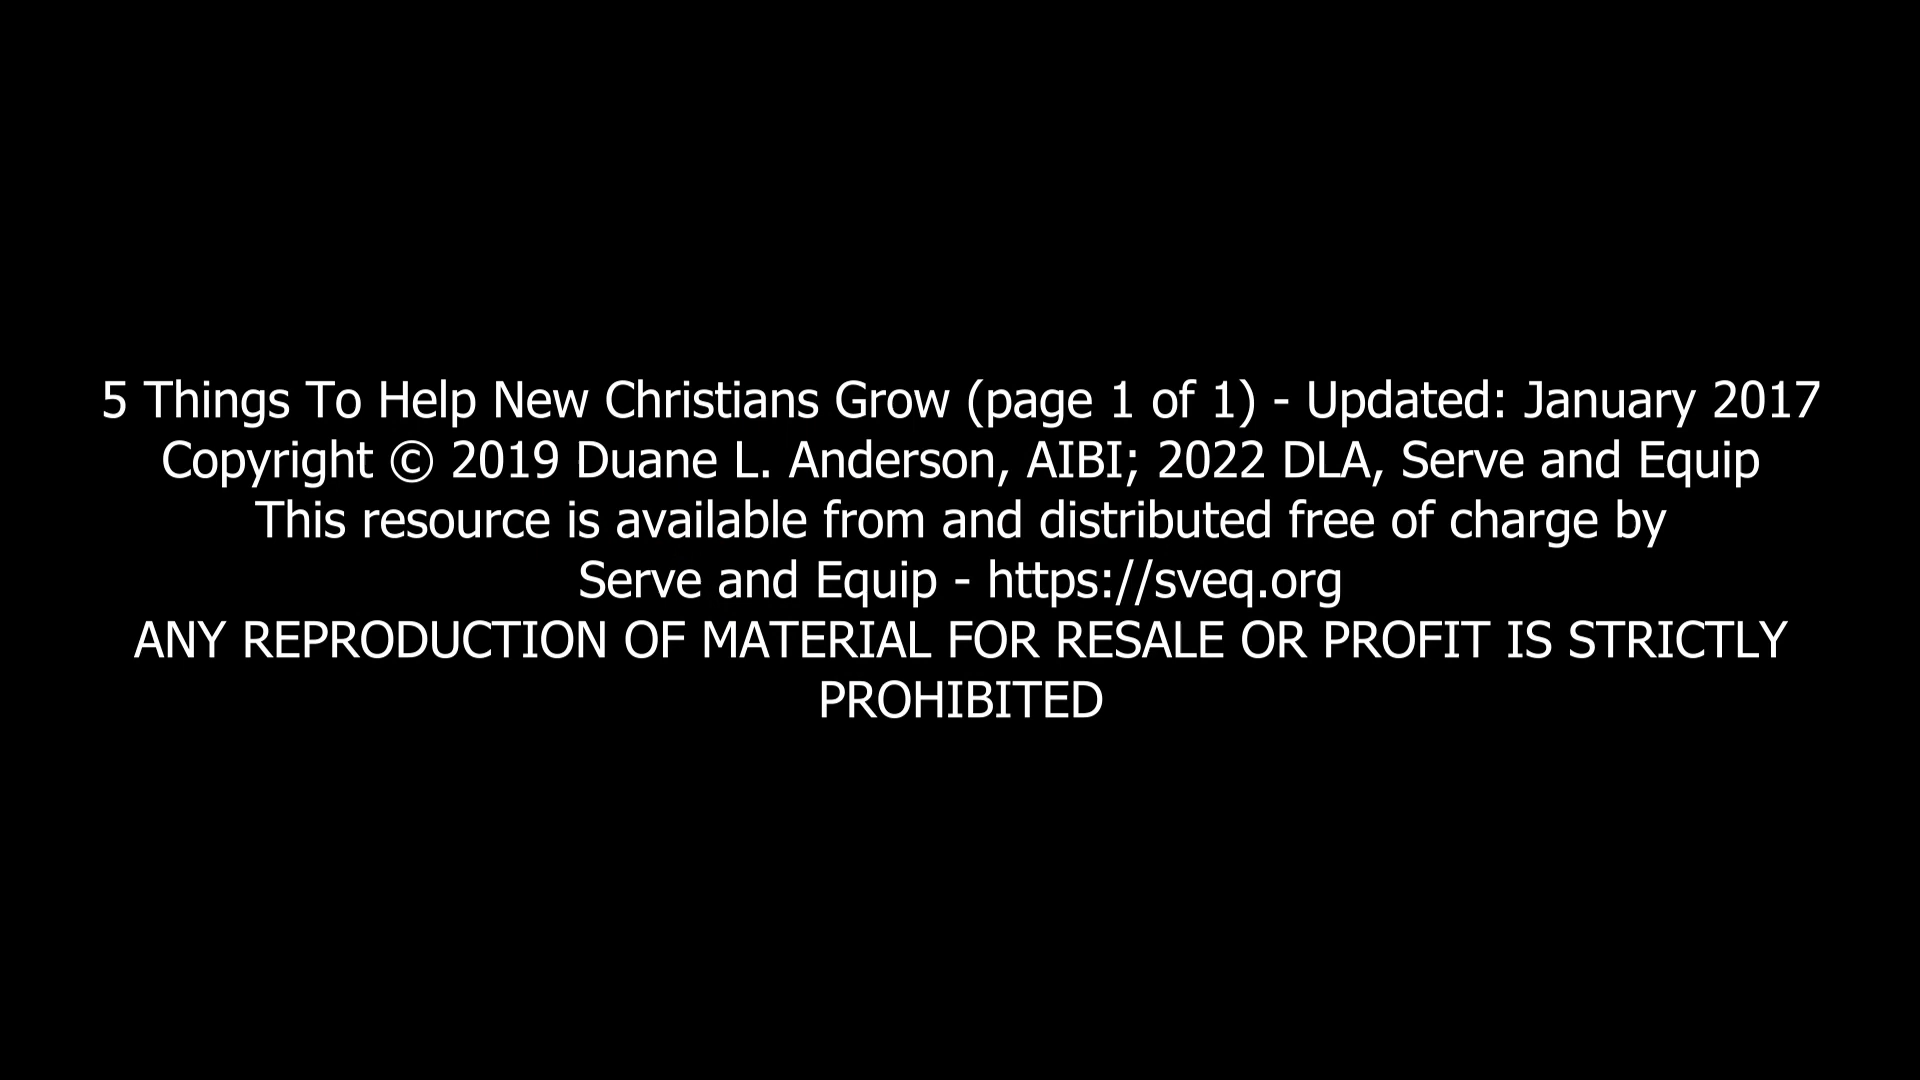 5 Things To Help New Christians Grow (page 1 of 1) - Updated: January 2017
Copyright © 2019 Duane L. Anderson, AIBI; 2022 DLA, Serve and Equip
This resource is available from and distributed free of charge by
Serve and Equip - https://sveq.org
ANY REPRODUCTION OF MATERIAL FOR RESALE OR PROFIT IS STRICTLY
PROHIBITED